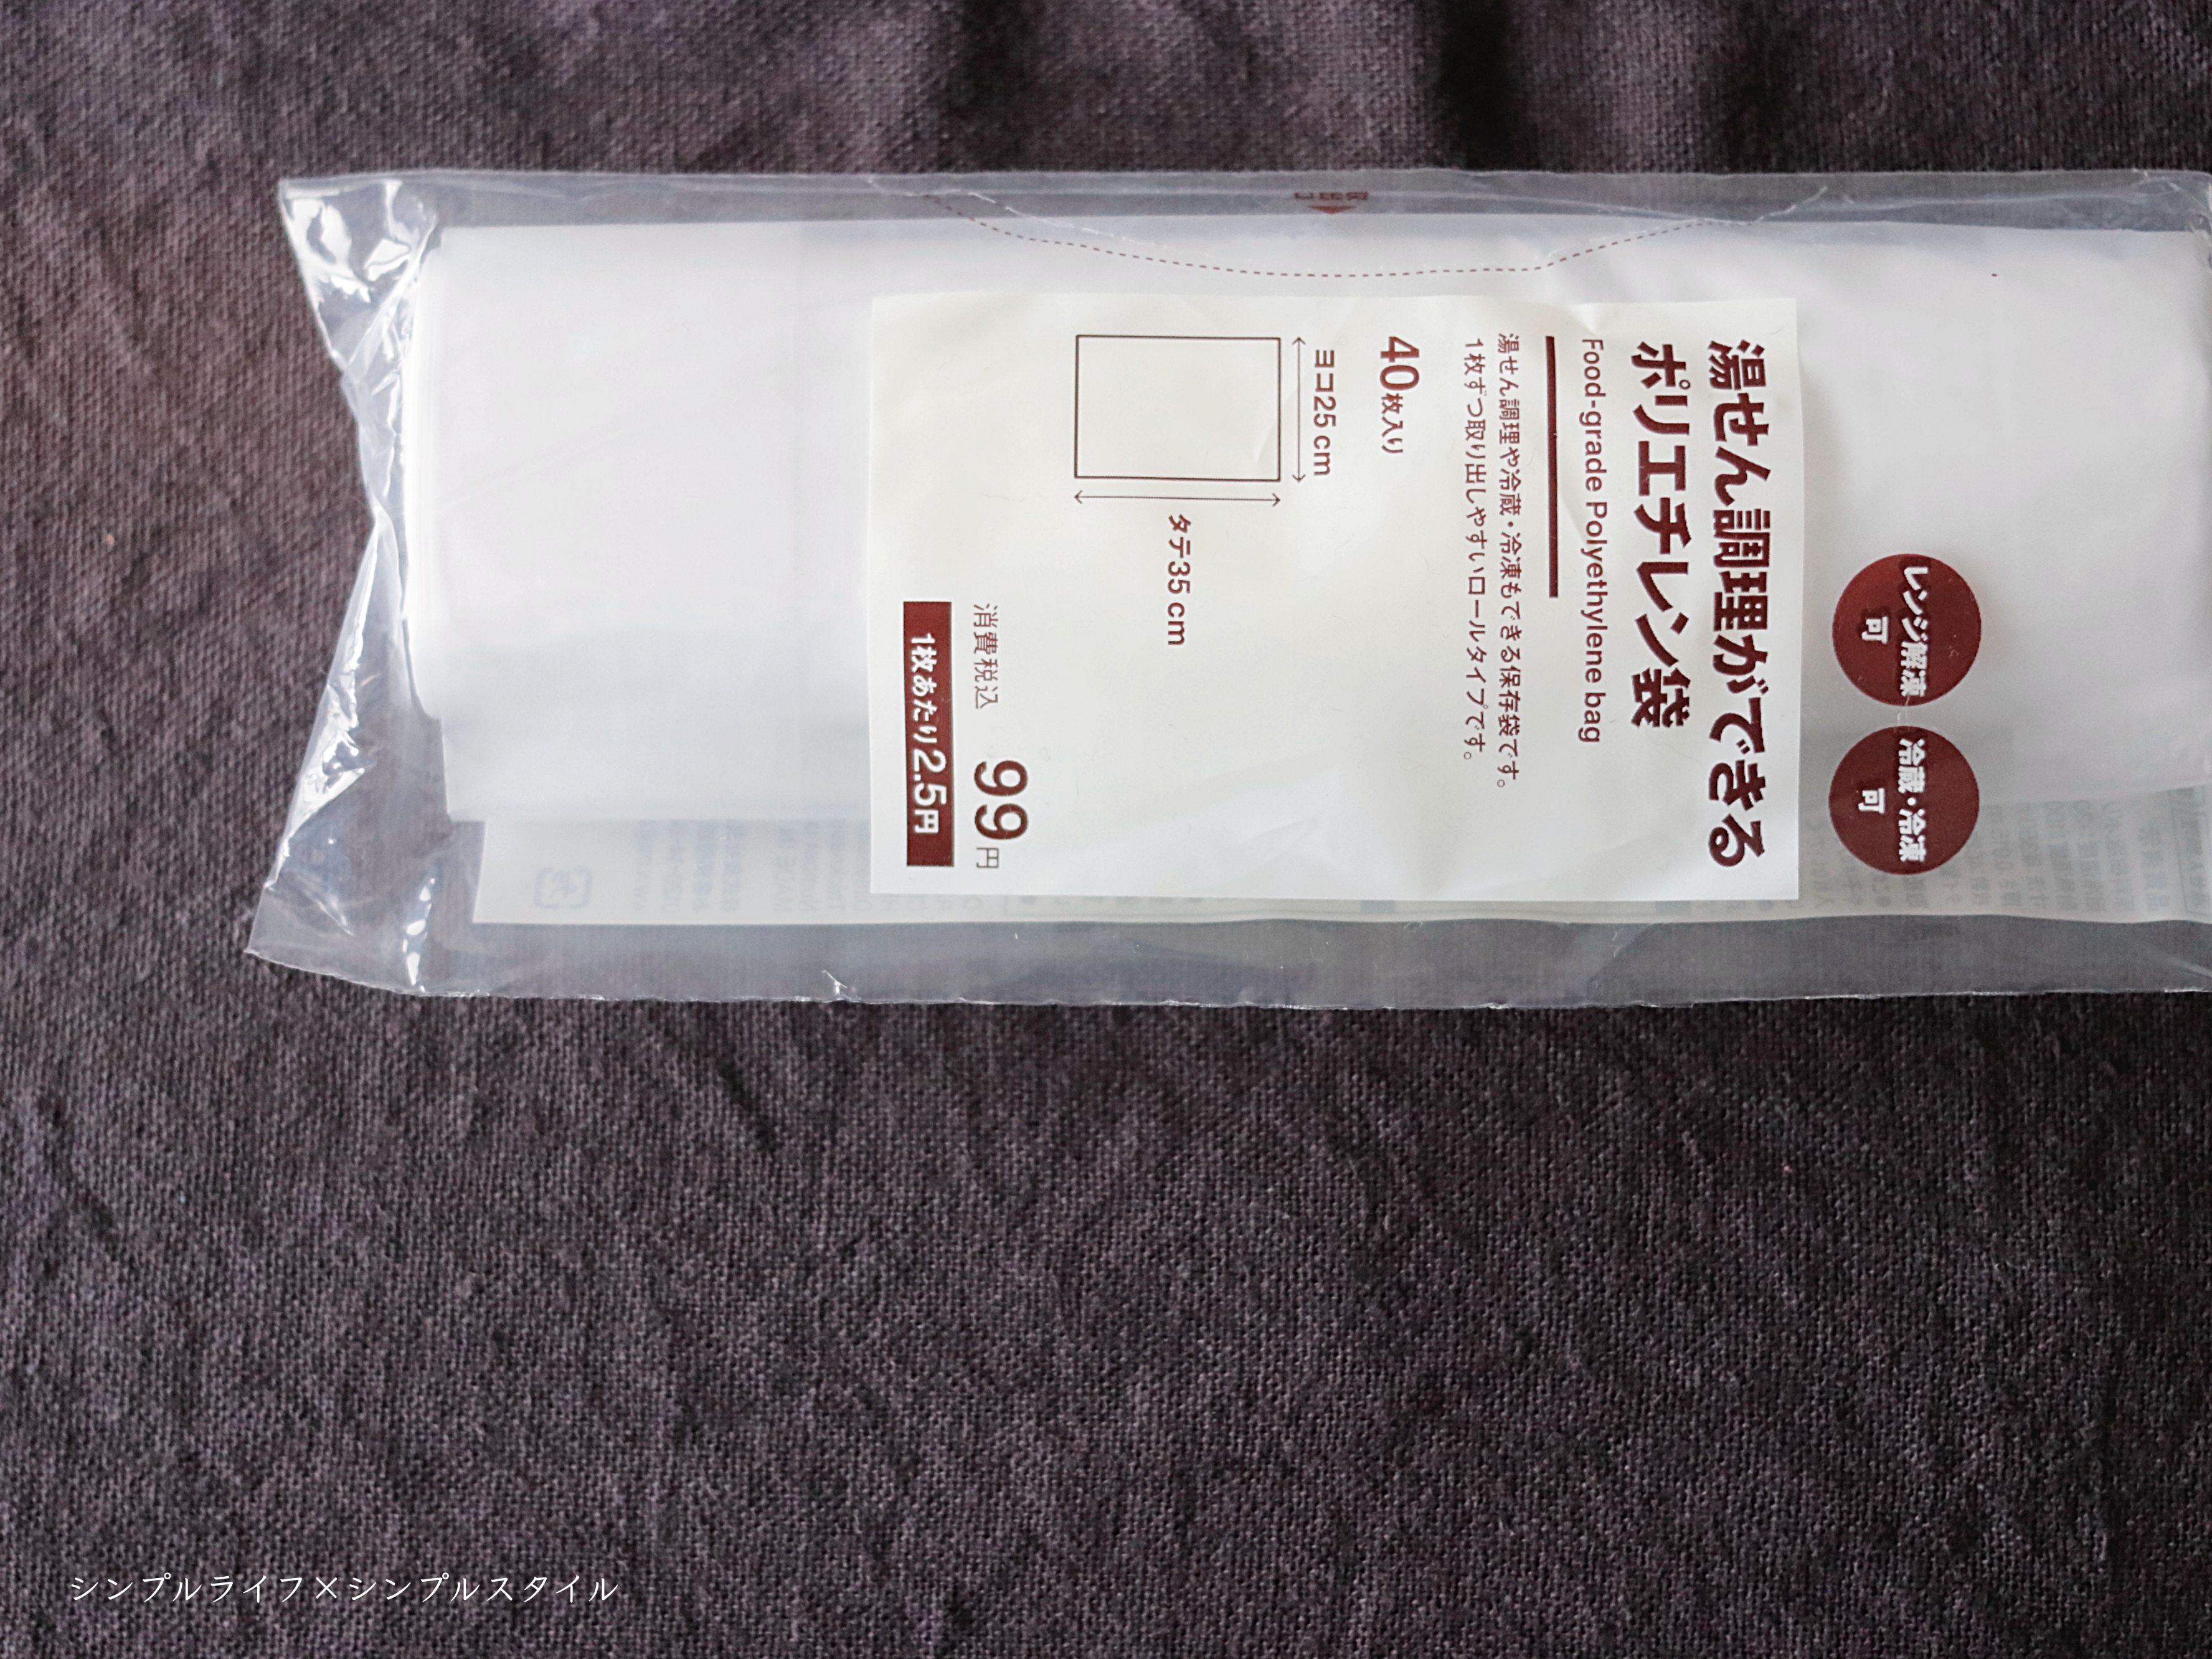 レンジ解凍
可
冷蔵・冷凍
可
湯せん調理ができる
ポリエチレン袋
Food-grade Polyethylene bag
湯せん調理や冷蔵・冷凍もできる保存袋です。
1枚ずつ取り出しやすいロールタイプです。
40枚入り
ヨコ25cm
タテ35cm
消費税込 99円
1枚あたり2.5円
シンプルライフ×シンプルスタイル